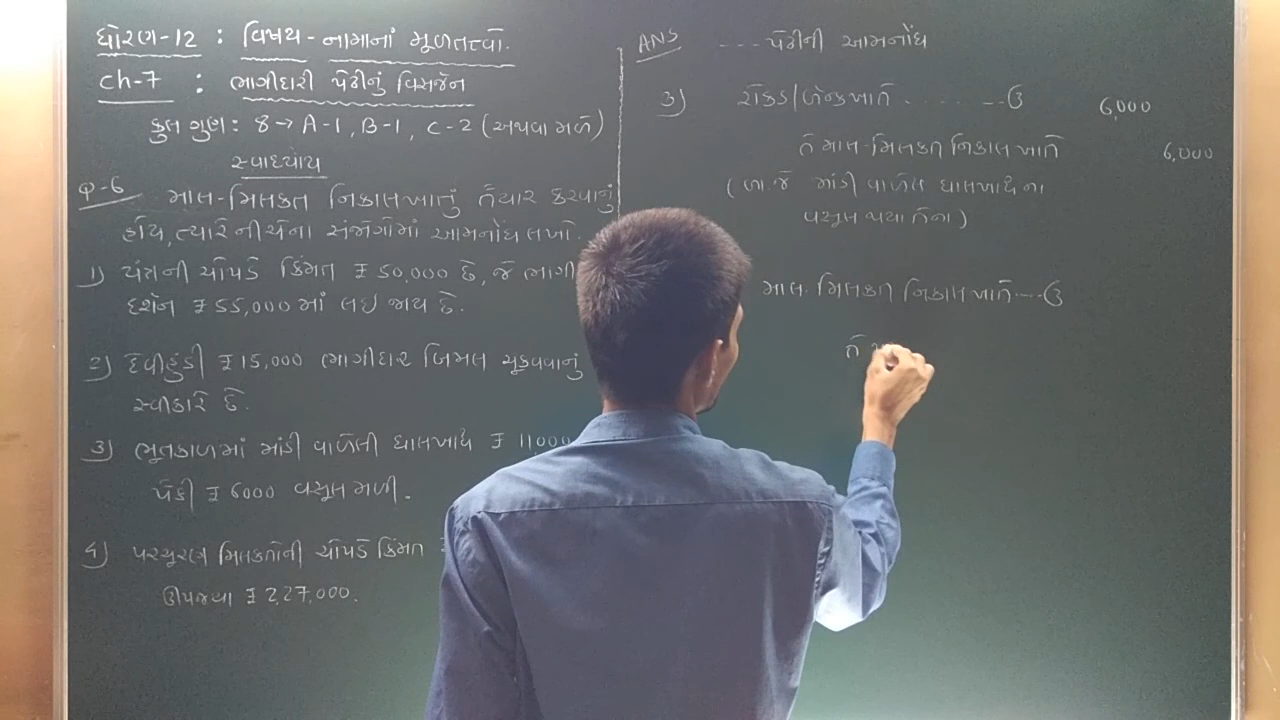 ધોરણ-12 : વિષય - નામાનાં મૂળતત્વો.
ch-7 : ભાગીદારી પેઢીનું વિસર્જન
કુલ ગુણ: 8 → A-1, B-1, C-2 (અથવા મળે)
સ્વાધ્યાય
Q-6 માલ-મિલકત નિકાલખાતું તૈયાર કરવાનું
હોય, ત્યારે નીચેના સંજોગોમાં આમનોંધ લખો.
1) યંત્રની ચોપડે કિંમત ₹ 50,000 છે, જે ભાગી
દર્શન ₹ 55,000 માં લઇ જાય છે.
2) દેવીહુંડી ₹ 15,000 ભાગીદાર બિમલ ચૂકવવાનું
સ્વીકારે છે.
3) ભૂતકાળમાં માંડી વાળેલી ઘાલખાધ ₹ 11,000
પૈકી ₹ 6000 વસૂલ મળી.
4) પરચૂરણ મિલકતોની ચોપડે કિંમત
ઊપજ્યા ₹ 2,27,000.
ANS ---પેઢીની આમનોંધ
3) રોકડ/બેન્કખાતે ...... ---ઉ 6,000
તે માલ-મિલકત નિકાલ ખાતે 6,000
(બા.જે માંડી વાળેલ ઘાલખાધના
વસૂલ થયા તેના)
માલ-મિલકત નિકાલ ખાતે---ઉ
તે